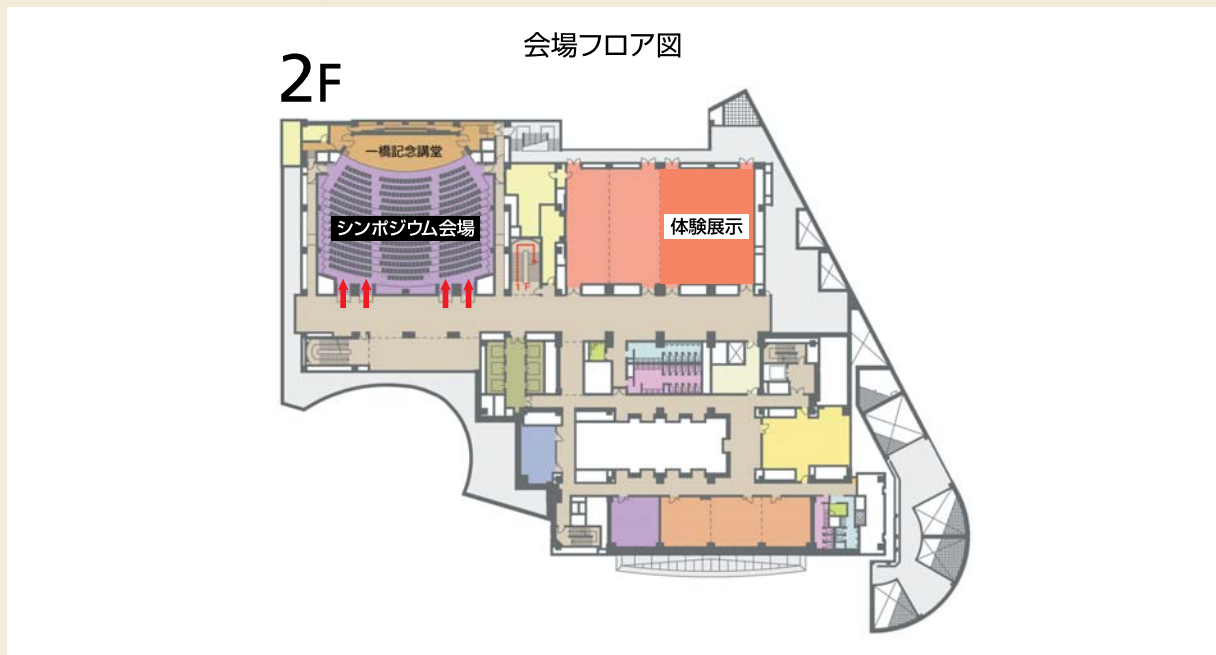 会場フロア図
2F
一橋記念講堂
シンポジウム会場
体験展示